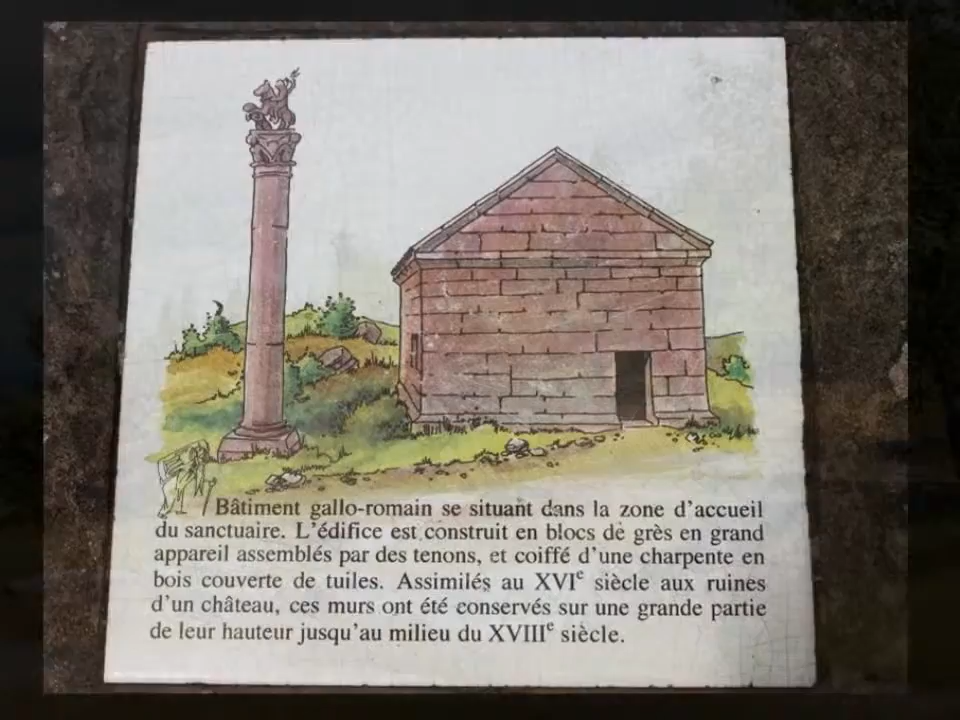 Bâtiment gallo-romain se situant dans la zone d'accueil
du sanctuaire. L'édifice est construit en blocs de grès en grand
appareil assemblés par des tenons, et coiffé d'une charpente en
bois couverte de tuiles. Assimilés au XVIe siècle aux ruines
d'un château, ces murs ont été conservés sur une grande partie
de leur hauteur jusqu'au milieu du XVIIIe siècle.